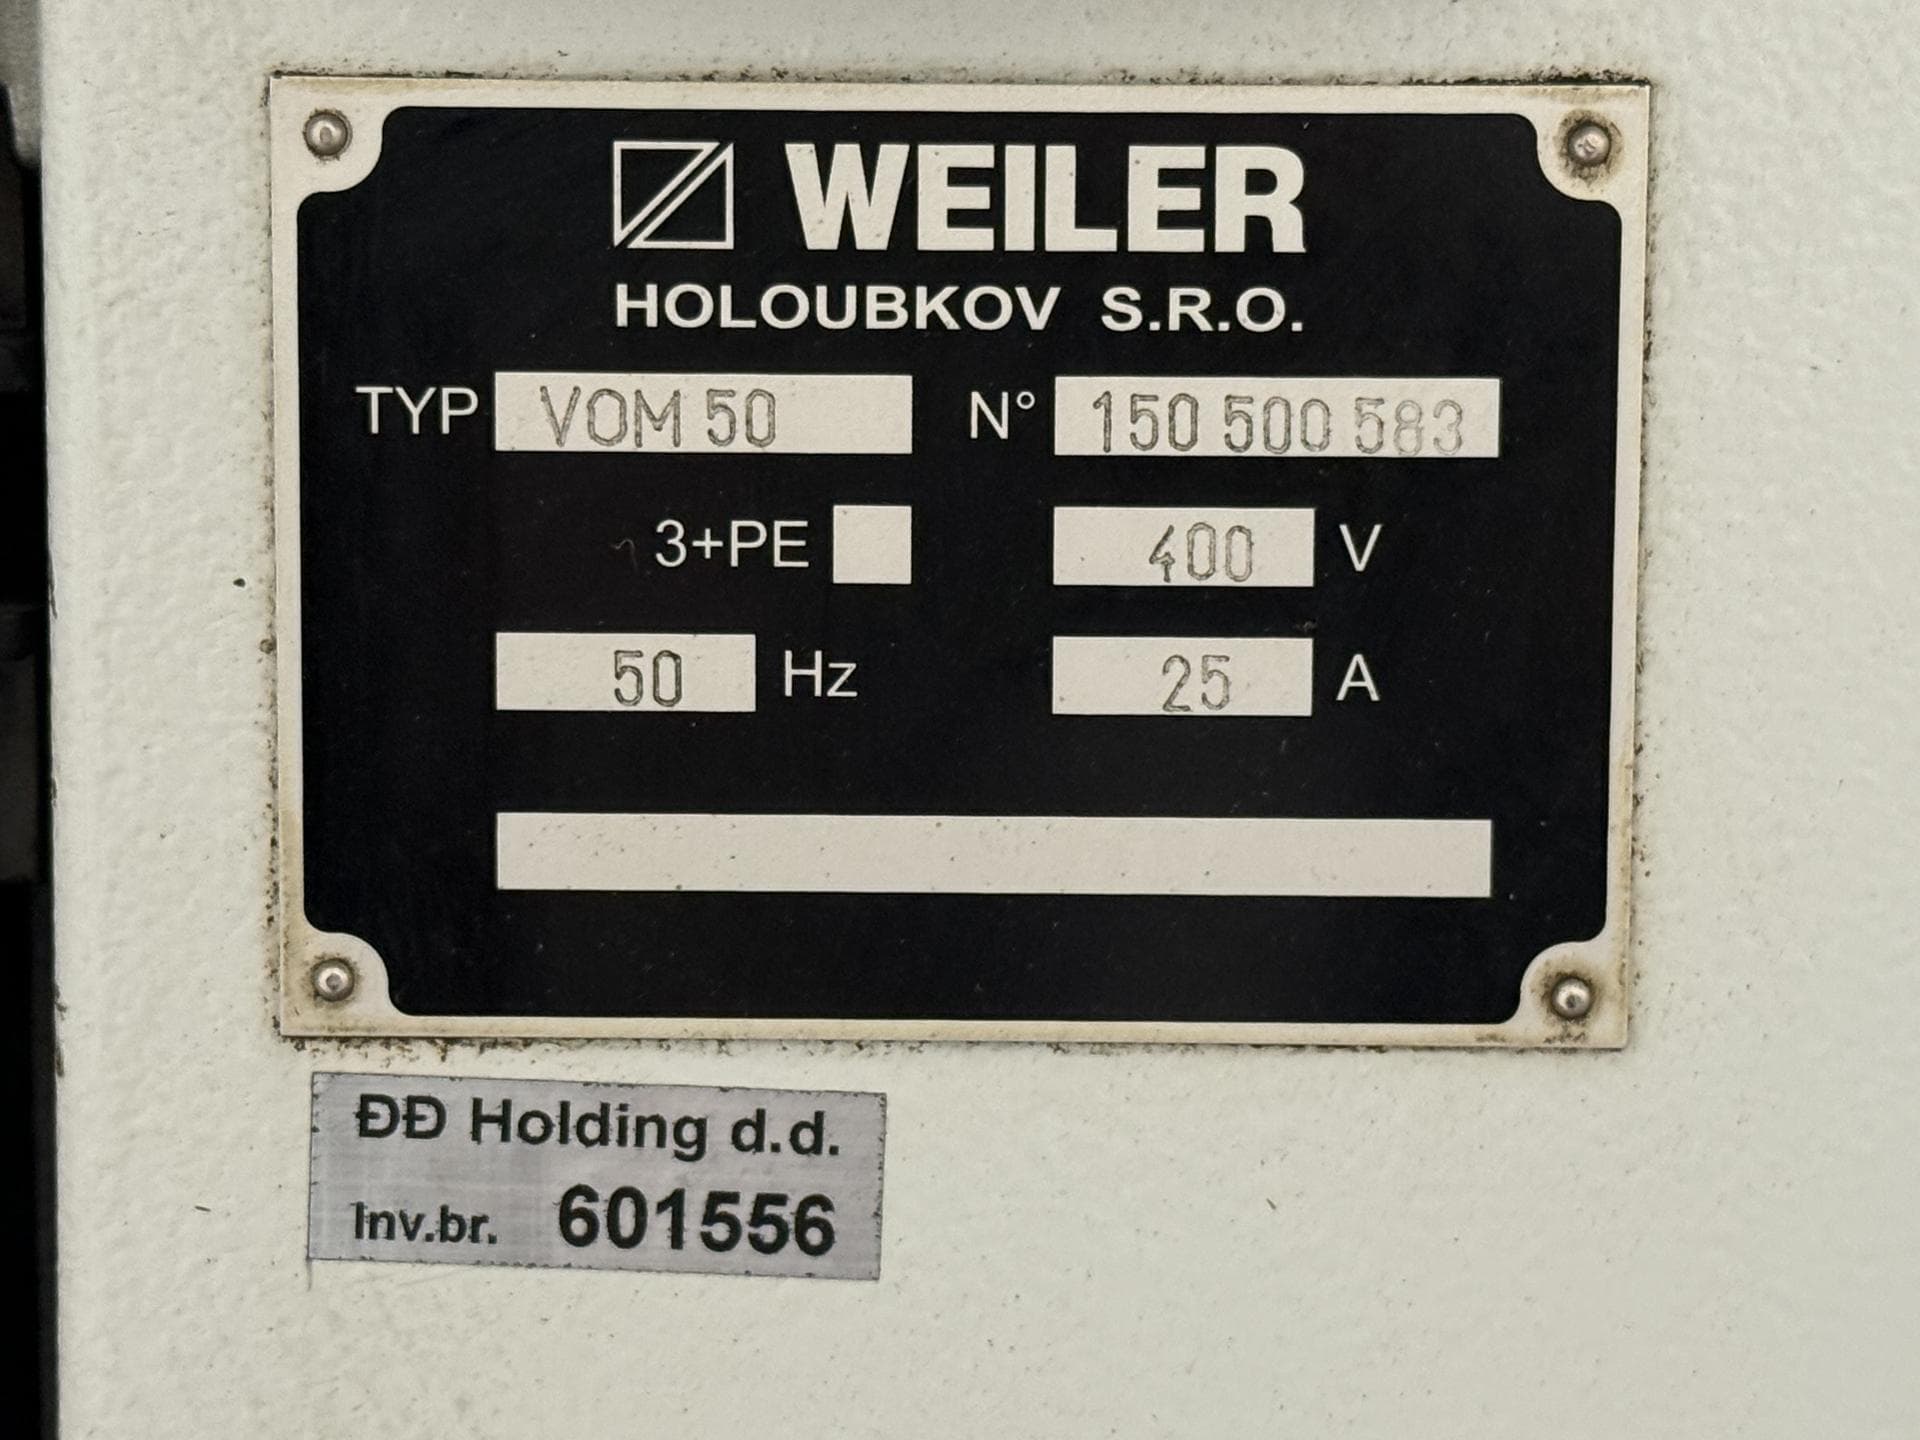 WEILER
HOLOUBKOV S.R.O.
TYP VOM 50 N° 150 500 583
3+PE 400 V
50 Hz 25 A
ĐĐ Holding d.d.
Inv.br. 601556